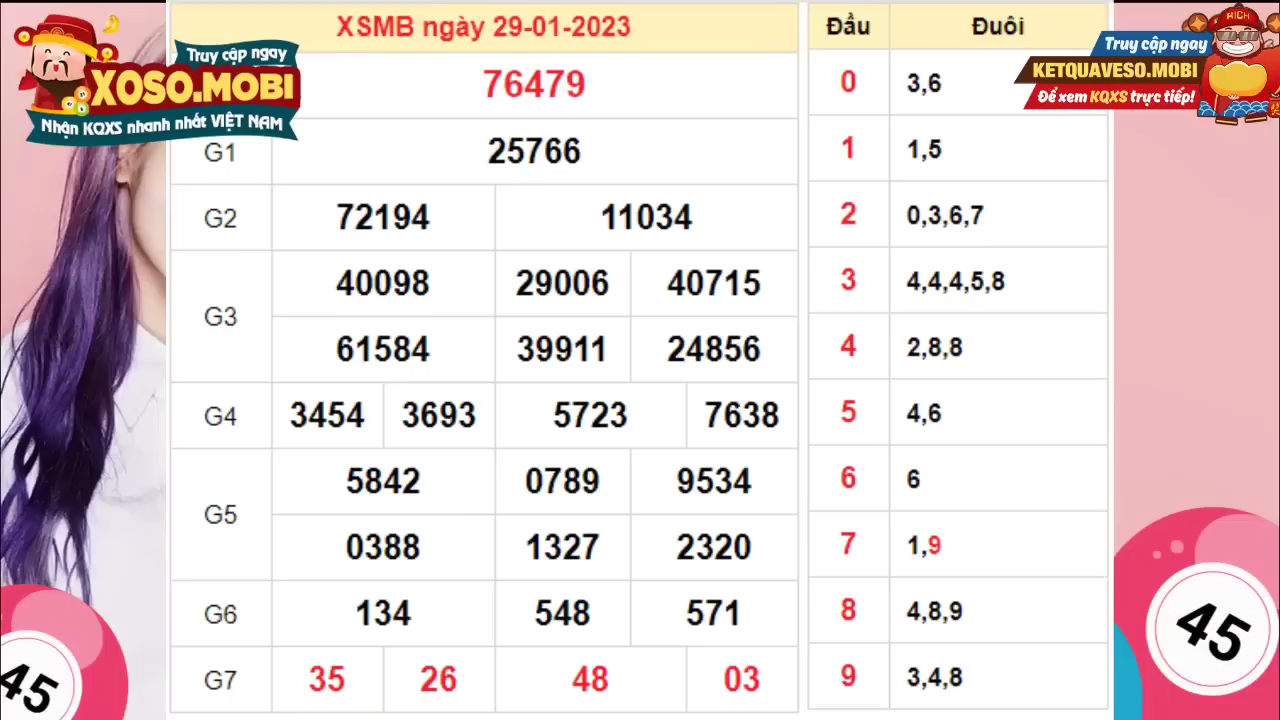 Truy cập ngay
XOSO.MOBI
Nhận KQXS nhanh nhất VIỆT NAM
XSMB ngày 29-01-2023
76479
G1 25766
G2 72194 11034
G3 40098 29006 40715
61584 39911 24856
G4 3454 3693 5723 7638
G5 5842 0789 9534
0388 1327 2320
G6 134 548 571
G7 35 26 48 03
Đầu Đuôi
0 3,6
1 1,5
2 0,3,6,7
3 4,4,4,5,8
4 2,8,8
5 4,6
6 6
7 1,9
8 4,8,9
9 3,4,8
RICH
Truy cập ngay
KETQUAVESO.MOBI
Để xem KQXS trực tiếp!
45
45